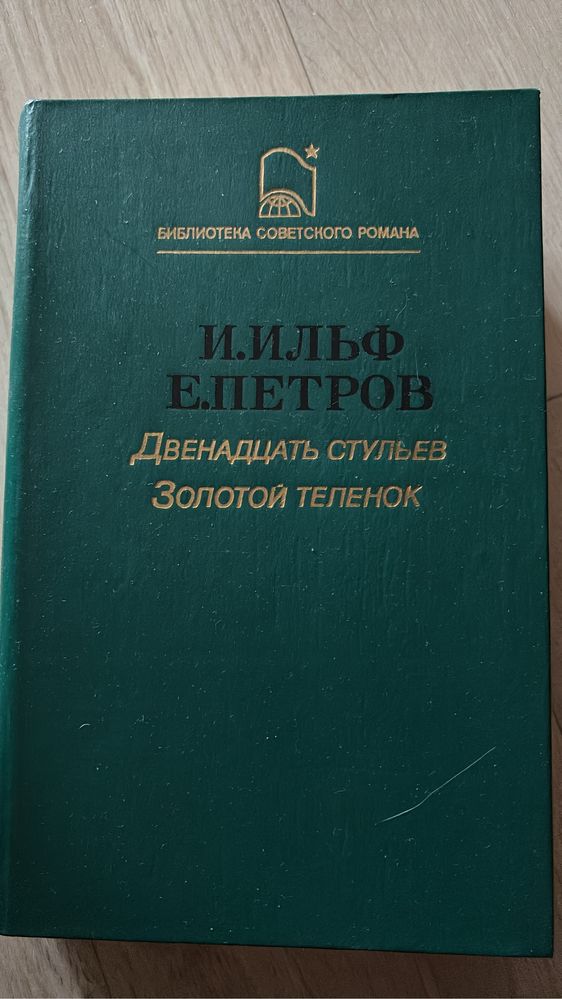 БИБЛИОТЕКА СОВЕТСКОГО РОМАНА
И.ИЛЬФ
Е.ПЕТРОВ
ДВЕНАДЦАТЬ СТУЛЬЕВ
ЗОЛОТОЙ ТЕЛЕНОК